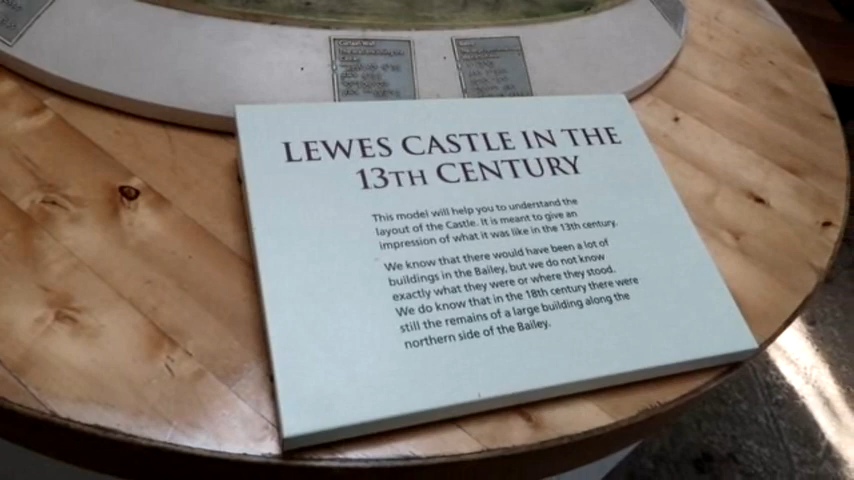 Curtain Wall
LEWES CASTLE IN THE
13TH CENTURY
This model will help you to understand the
layout of the Castle. It is meant to give an
impression of what it was like in the 13th century.
We know that there would have been a lot of
buildings in the Bailey, but we do not know
exactly what they were or where they stood.
We do know that in the 18th century there were
still the remains of a large building along the
northern side of the Bailey.